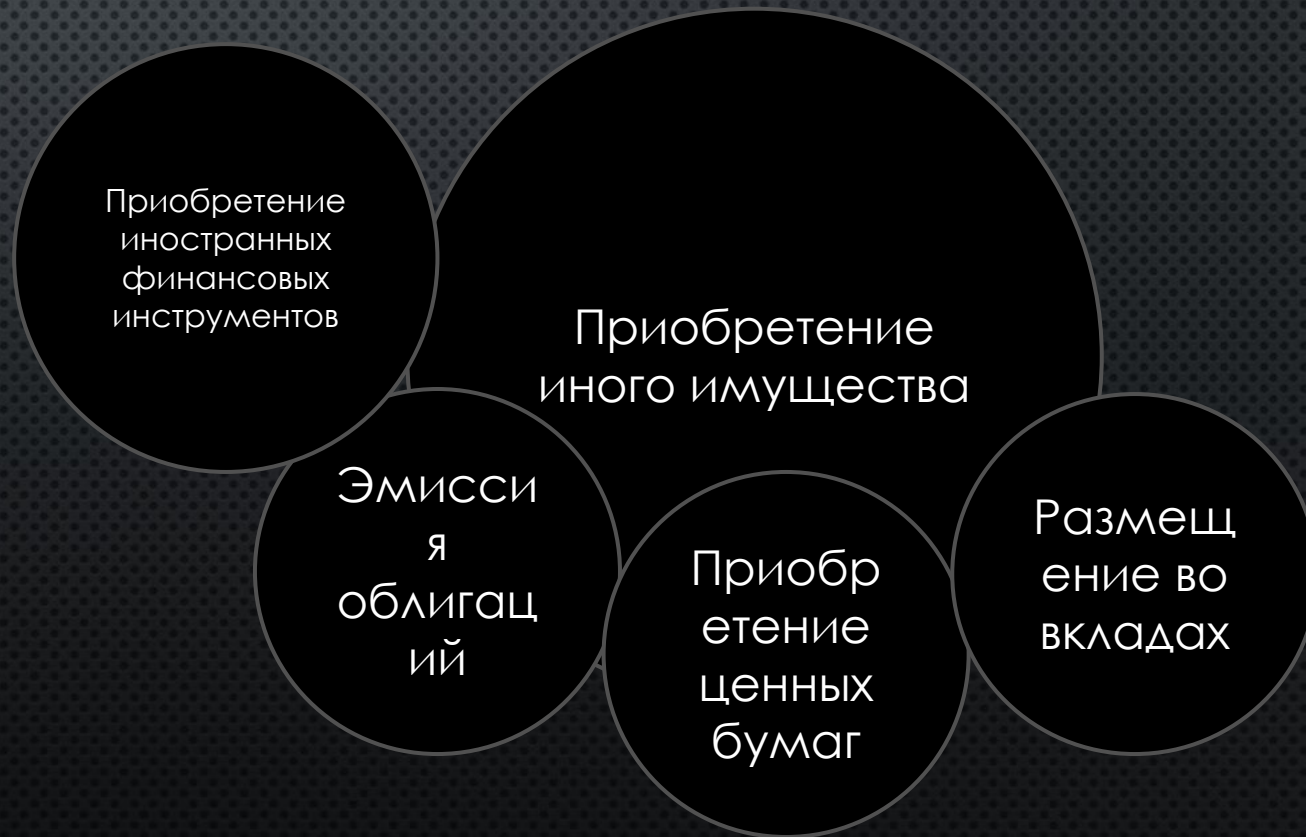 Приобретение
иностранных
финансовых
инструментов
Приобретение
иного имущества
Эмисси
я
облигац
ий
Приобр
етение
ценных
бумаг
Размещ
ение во
вкладах